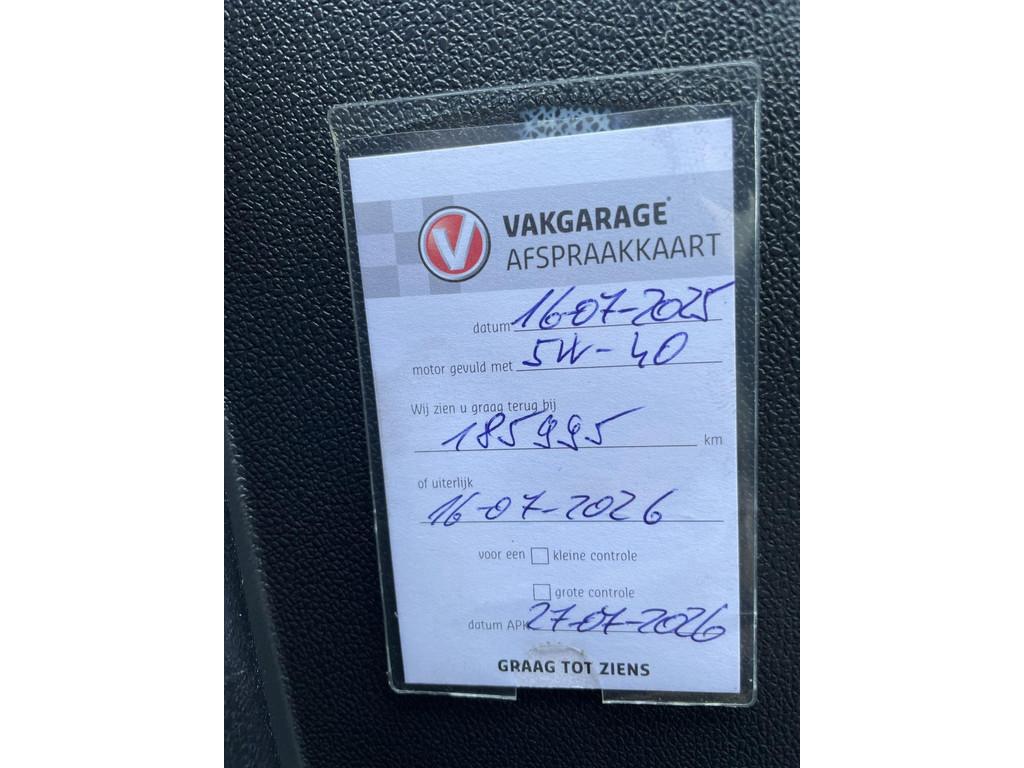 V VAKGARAGE®
AFSPRAAKKAART
datum 16-07-2025
motor gevuld met 5W-40
Wij zien u graag terug bij
185995 km
of uiterlijk
16-07-2026
voor een kleine controle
grote controle
datum APK 27-07-2026
GRAAG TOT ZIENS